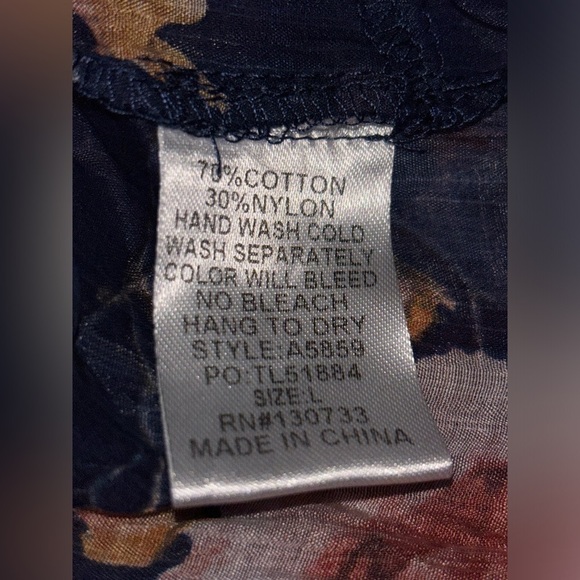 70%COTTON
30%NYLON
HAND WASH COLD
WASH SEPARATELY
COLOR WILL BLEED
NO BLEACH
HANG TO DRY
STYLE:A5859
PO:TL51884
SIZE:L
RN#130733
MADE IN CHINA